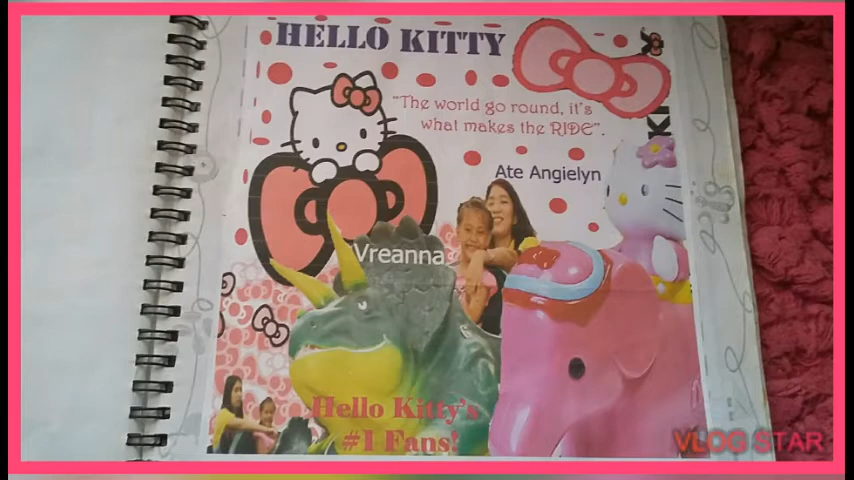 HELLO KITTY
"The world go round, it's
what makes the RIDE".
Ate Angielyn
Vreanna
Hello Kitty's
#1 Fans!
VLOG STAR